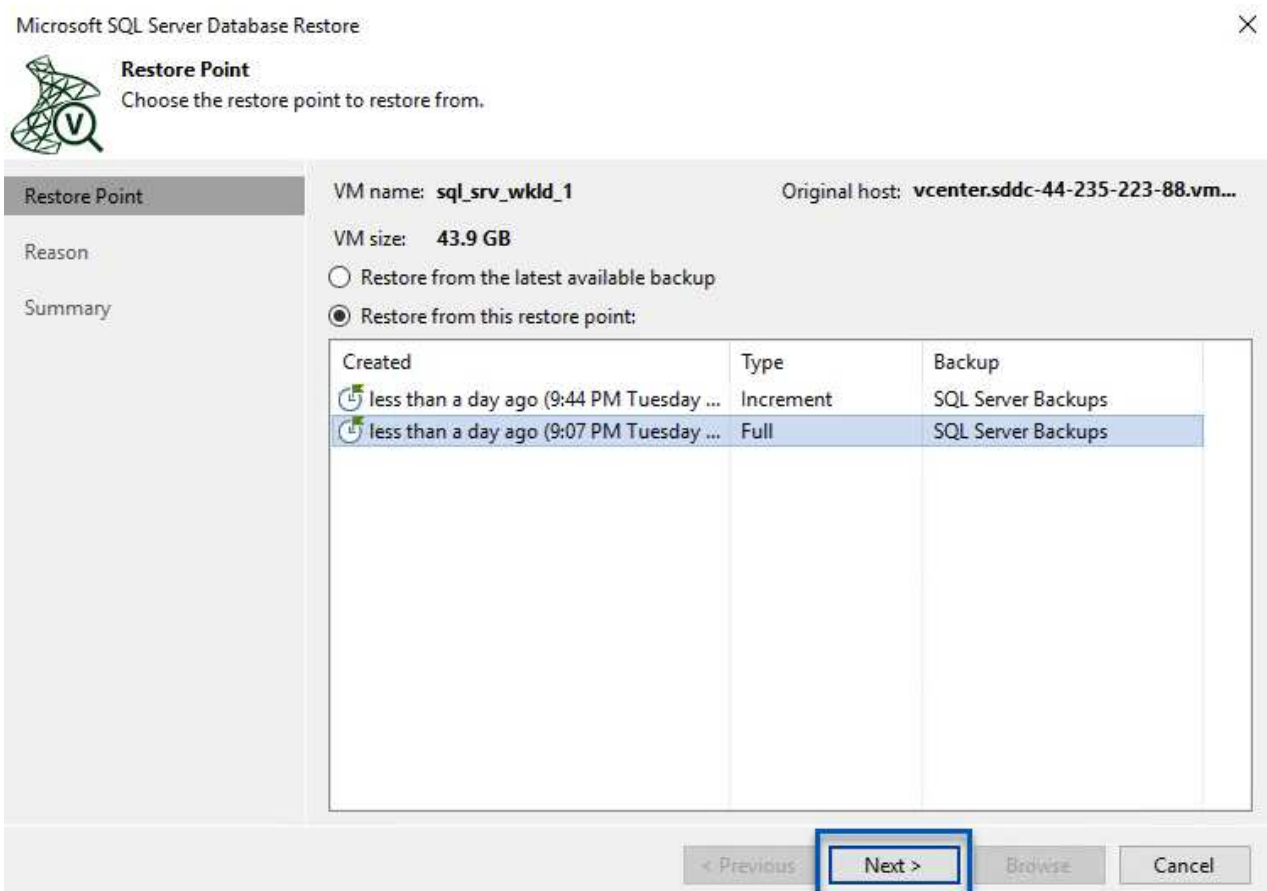 Microsoft SQL Server Database Restore
Restore Point
Choose the restore point to restore from.
Restore Point
Reason
Summary
VM name: sql_srv_wkld_1 Original host: vcenter.sddc-44-235-223-88.vm...
VM size: 43.9 GB
Restore from the latest available backup
Restore from this restore point:
Created Type Backup
less than a day ago (9:44 PM Tuesday ... Increment SQL Server Backups
less than a day ago (9:07 PM Tuesday ... Full SQL Server Backups
< Previous Next > Browse Cancel